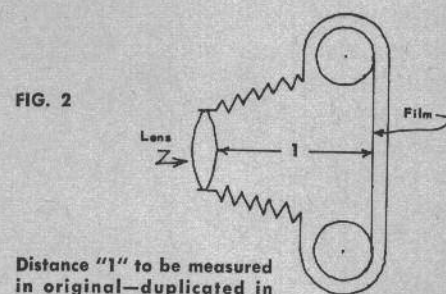 FIG. 2
Lens
1
Film
Distance "1" to be measured
in original—duplicated in